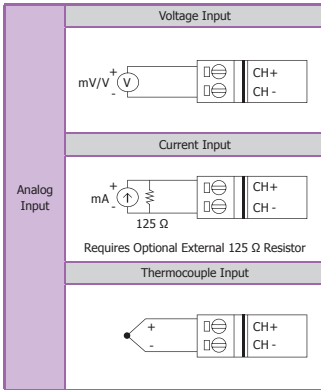 Voltage Input
mV/V + - V CH+
CH -
Current Input
Analog
Input
mA + - CH+
CH -
125 Ω
Requires Optional External 125 Ω Resistor
Thermocouple Input
+ CH+
- CH -